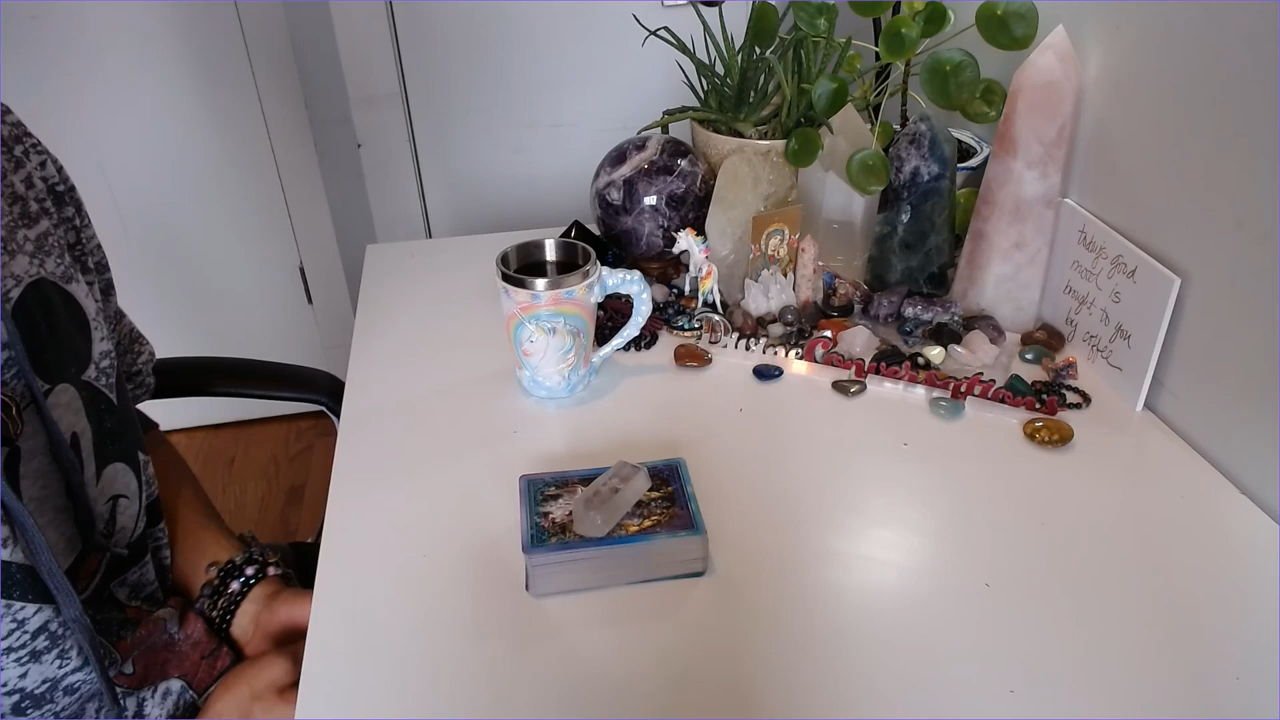 today's good
mood is
brought to you
by coffee
Divine Conversations